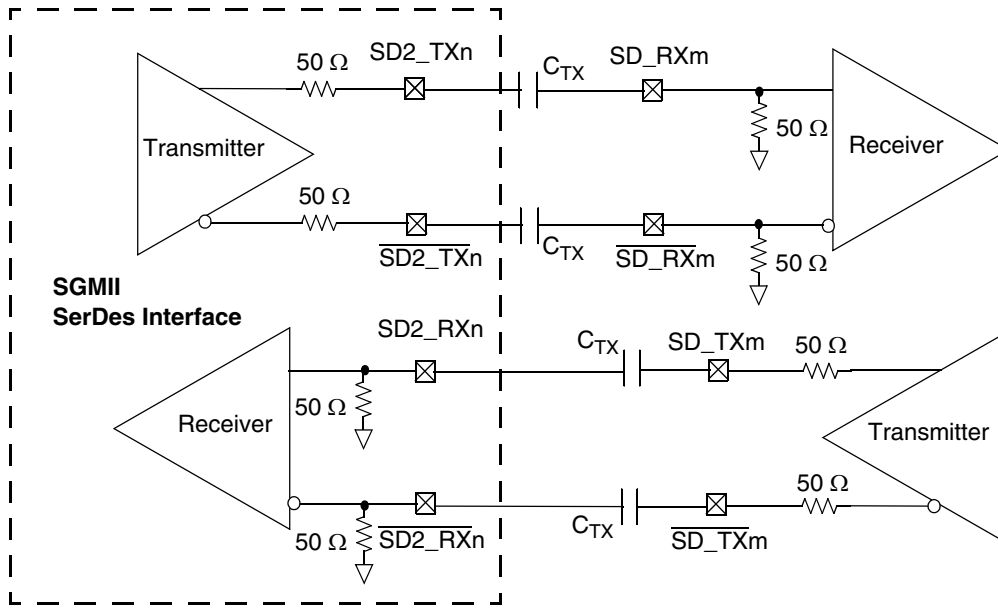 50 Ω
SD2_TXn
C_TX
SD_RXm
50 Ω
Transmitter
Receiver
50 Ω
SD2_TXn
C_TX
SD_RXm
50 Ω
SGMII
SerDes Interface
SD2_RXn
C_TX
SD_TXm
50 Ω
50 Ω
Receiver
Transmitter
50 Ω
50 Ω
SD2_RXn
C_TX
SD_TXm